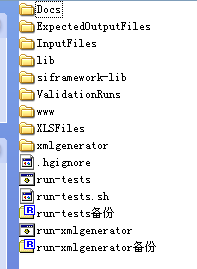 Docs
ExpectedOutputFiles
InputFiles
lib
siframework-lib
ValidationRuns
www
XLSFiles
xmlgenerator
.hgignore
run-tests
run-tests.sh
run-tests备份
run-xmlgenerator
run-xmlgenerator备份